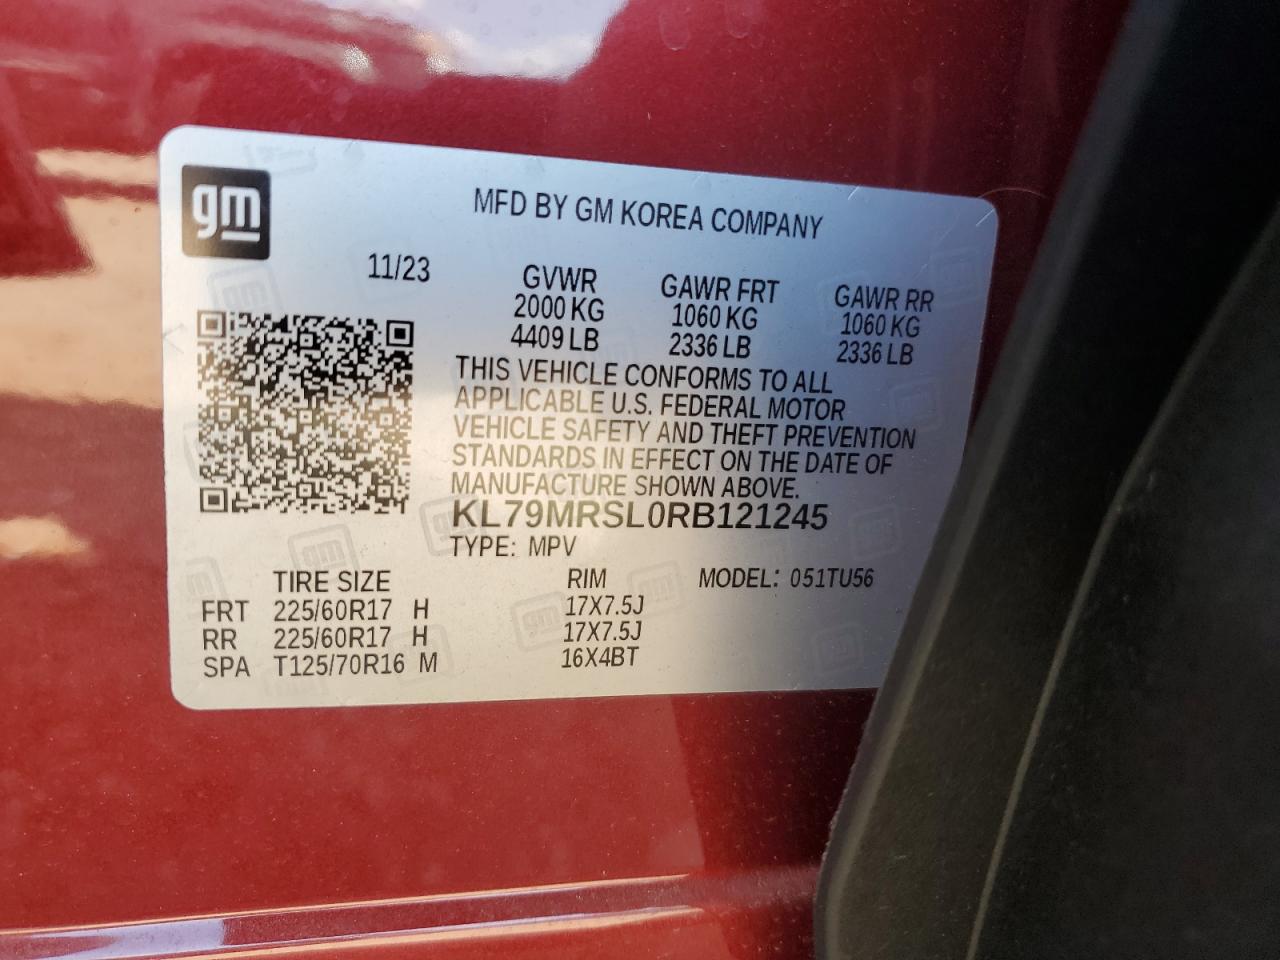 gm
MFD BY GM KOREA COMPANY
11/23 GVWR GAWR FRT GAWR RR
2000 KG 1060 KG 1060 KG
4409 LB 2336 LB 2336 LB
THIS VEHICLE CONFORMS TO ALL
APPLICABLE U.S. FEDERAL MOTOR
VEHICLE SAFETY AND THEFT PREVENTION
STANDARDS IN EFFECT ON THE DATE OF
MANUFACTURE SHOWN ABOVE.
KL79MRSL0RB121245
TYPE: MPV
TIRE SIZE RIM MODEL: 051TU56
FRT 225/60R17 H 17X7.5J
RR 225/60R17 H 17X7.5J
SPA T125/70R16 M 16X4BT